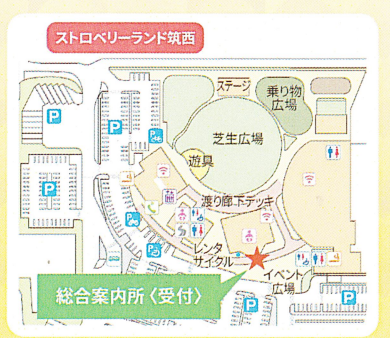 ストロベリーランド筑西
ステージ
乗り物
広場
芝生広場
遊具
渡り廊下デッキ
レンタ
サイクル
イベント
広場
総合案内所〈受付〉
P
P
P
P
P